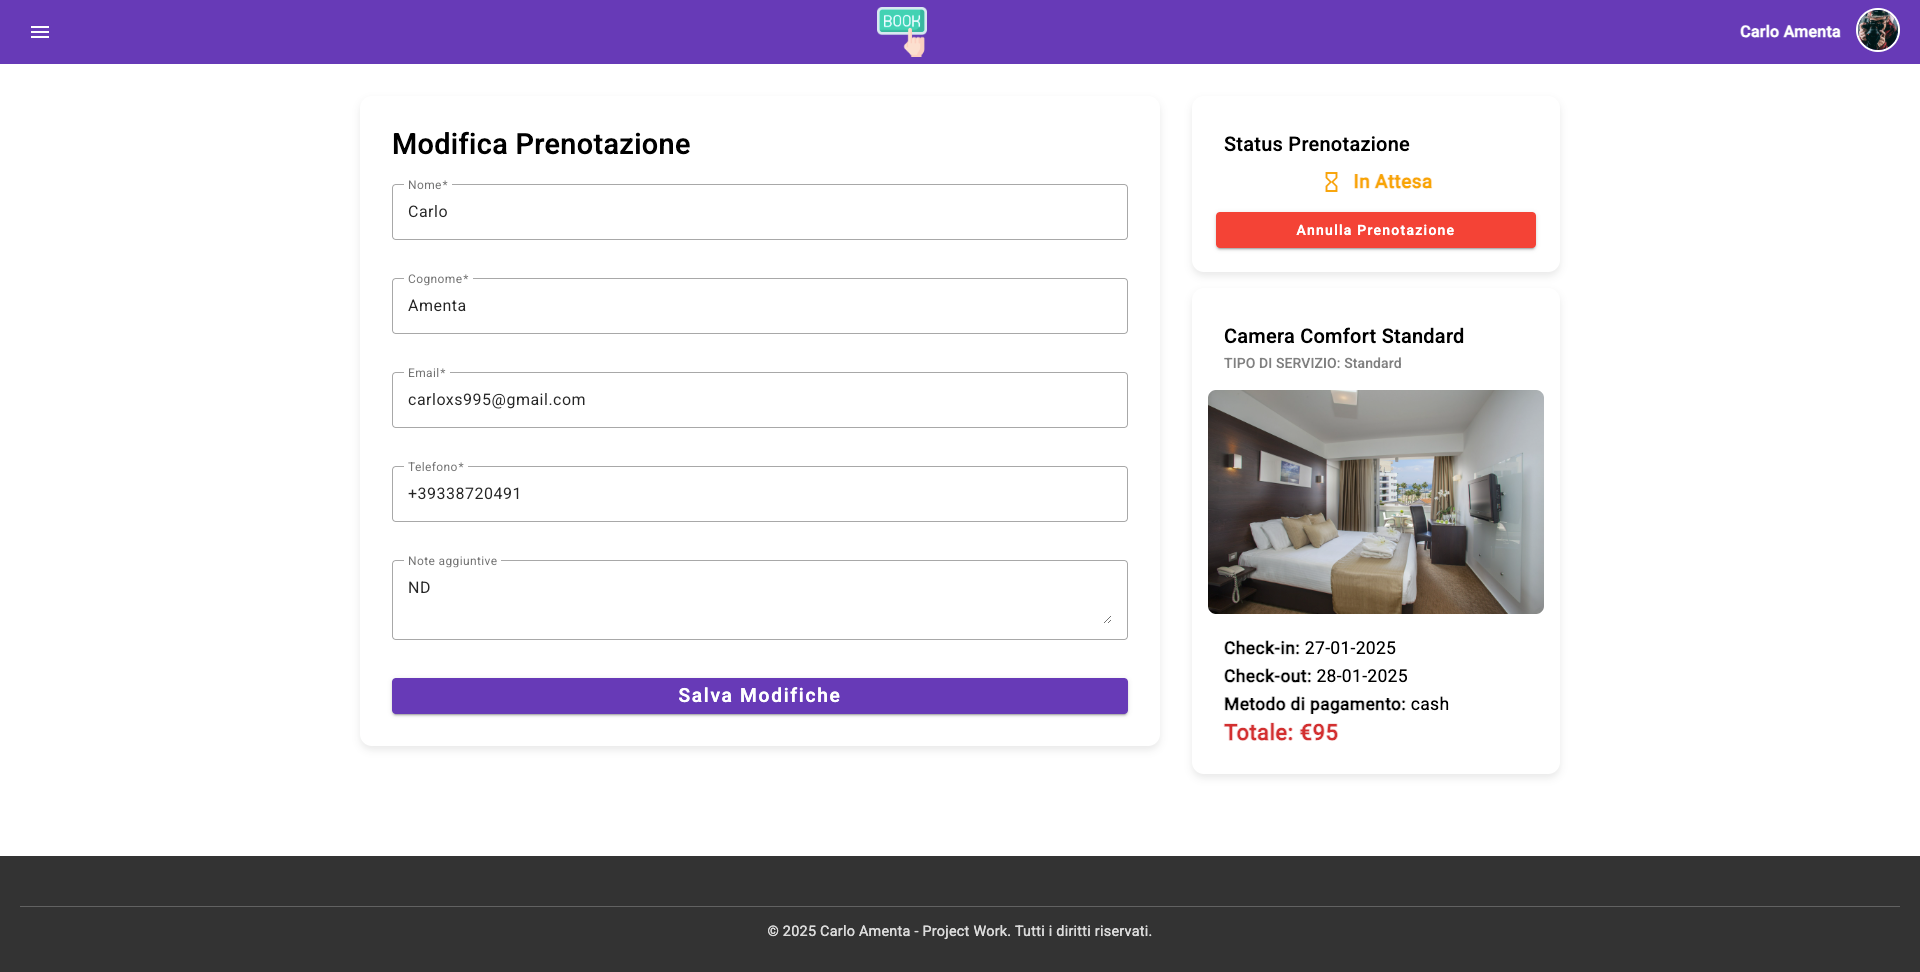 BOOK
Carlo Amenta
Modifica Prenotazione
Nome*
Carlo
Cognome*
Amenta
Email*
carloxs995@gmail.com
Telefono*
+39338720491
Note aggiuntive
ND
Salva Modifiche
Status Prenotazione
In Attesa
Annulla Prenotazione
Camera Comfort Standard
TIPO DI SERVIZIO: Standard
Check-in: 27-01-2025
Check-out: 28-01-2025
Metodo di pagamento: cash
Totale: €95
© 2025 Carlo Amenta - Project Work. Tutti i diritti riservati.